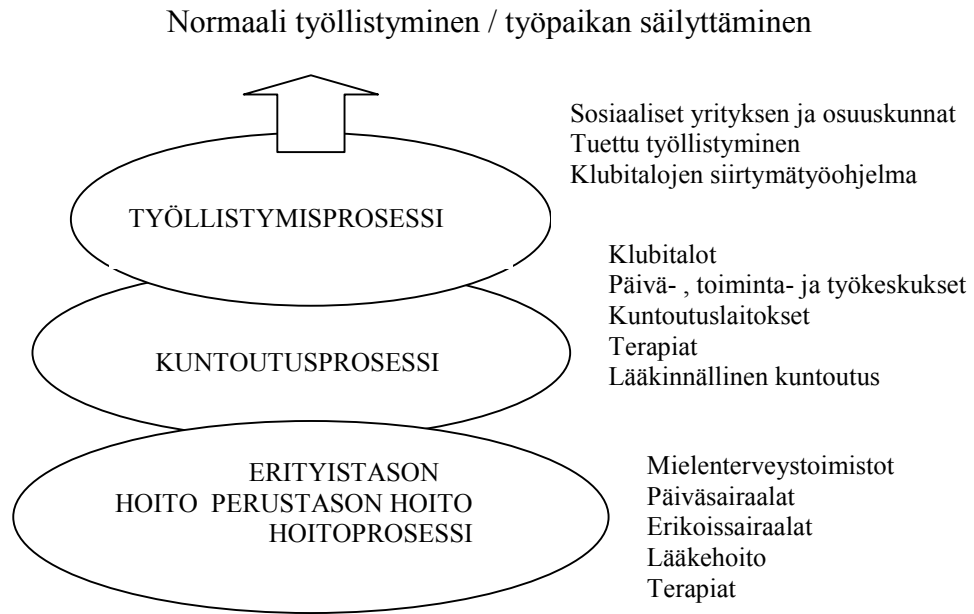 Normaali työllistyminen / työpaikan säilyttäminen
Sosiaaliset yrityksen ja osuuskunnat
Tuettu työllistyminen
Klubitalojen siirtymätyöohjelma
TYÖLLISTYMISPROSESSI
Klubitalot
Päivä- , toiminta- ja työkeskukset
Kuntoutuslaitokset
Terapiat
Lääkinnällinen kuntoutus
KUNTOUTUSPROSESSI
ERITYISTASON
HOITO PERUSTASON HOITO
HOITOPROSESSI
Mielenterveystoimistot
Päiväsairaalat
Erikoissairaalat
Lääkehoito
Terapiat